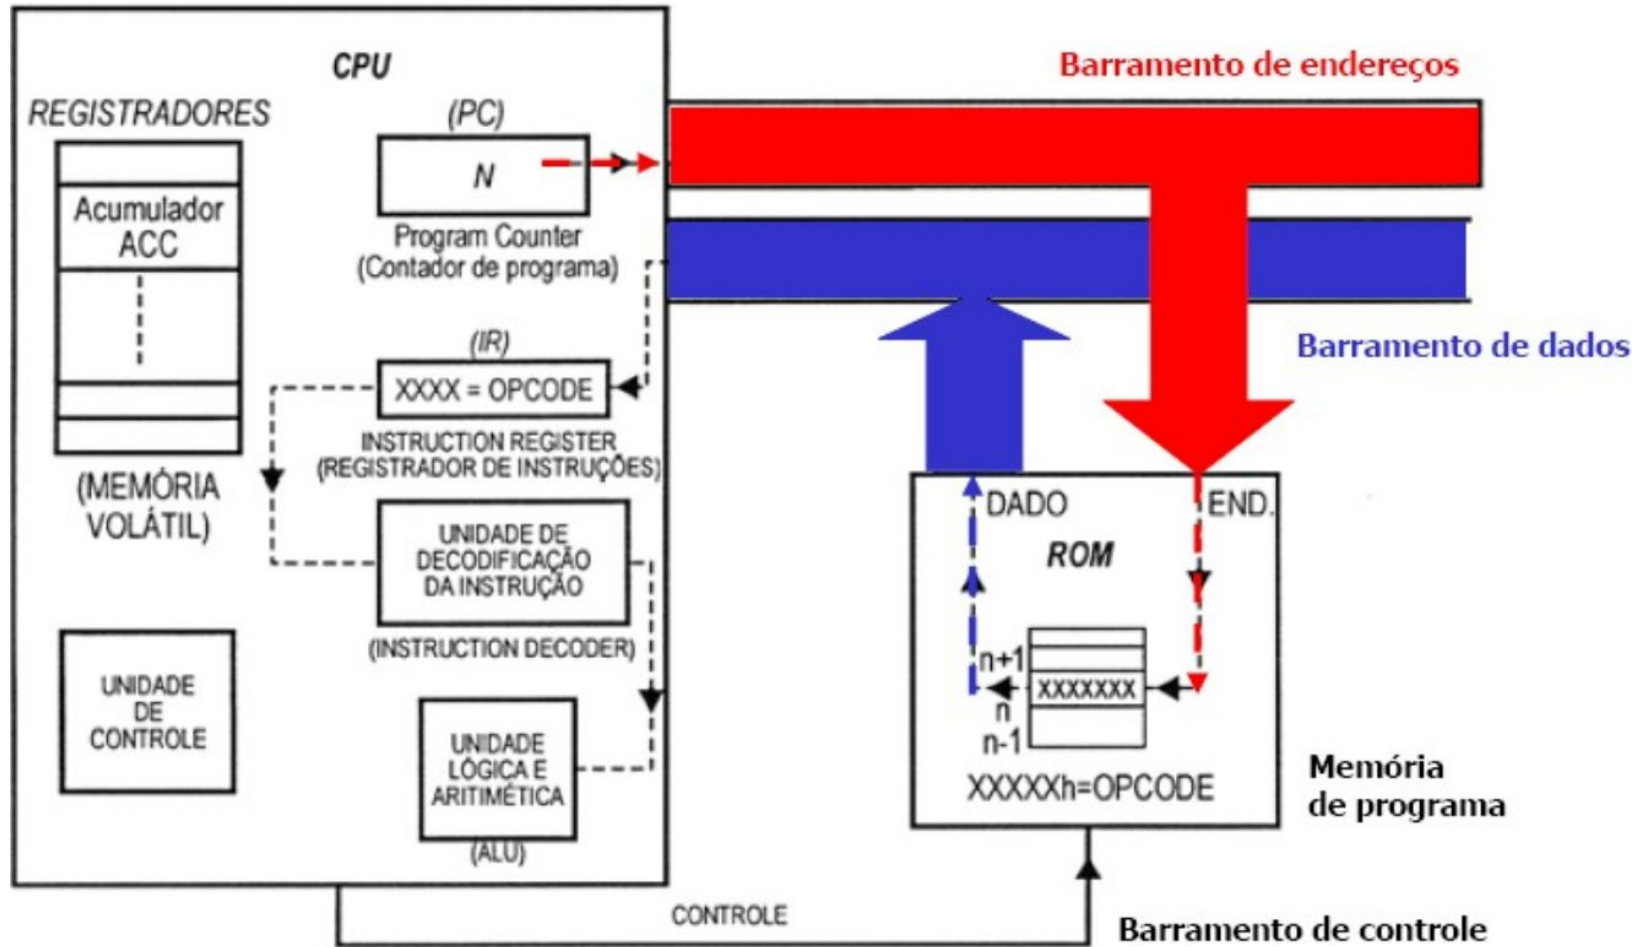 CPU
REGISTRADORES
Acumulador
ACC
(MEMÓRIA
VOLÁTIL)
UNIDADE
DE
CONTROLE
(PC)
N
Program Counter
(Contador de programa)
(IR)
XXXX = OPCODE
INSTRUCTION REGISTER
(REGISTRADOR DE INSTRUÇÕES)
UNIDADE DE
DECODIFICAÇÃO
DA INSTRUÇÃO
(INSTRUCTION DECODER)
UNIDADE
LÓGICA E
ARITIMÉTICA
(ALU)
CONTROLE
Barramento de endereços
Barramento de dados
DADO
END.
ROM
n+1
XXXXXXX
n
n-1
XXXXXh=OPCODE
Memória
de programa
Barramento de controle